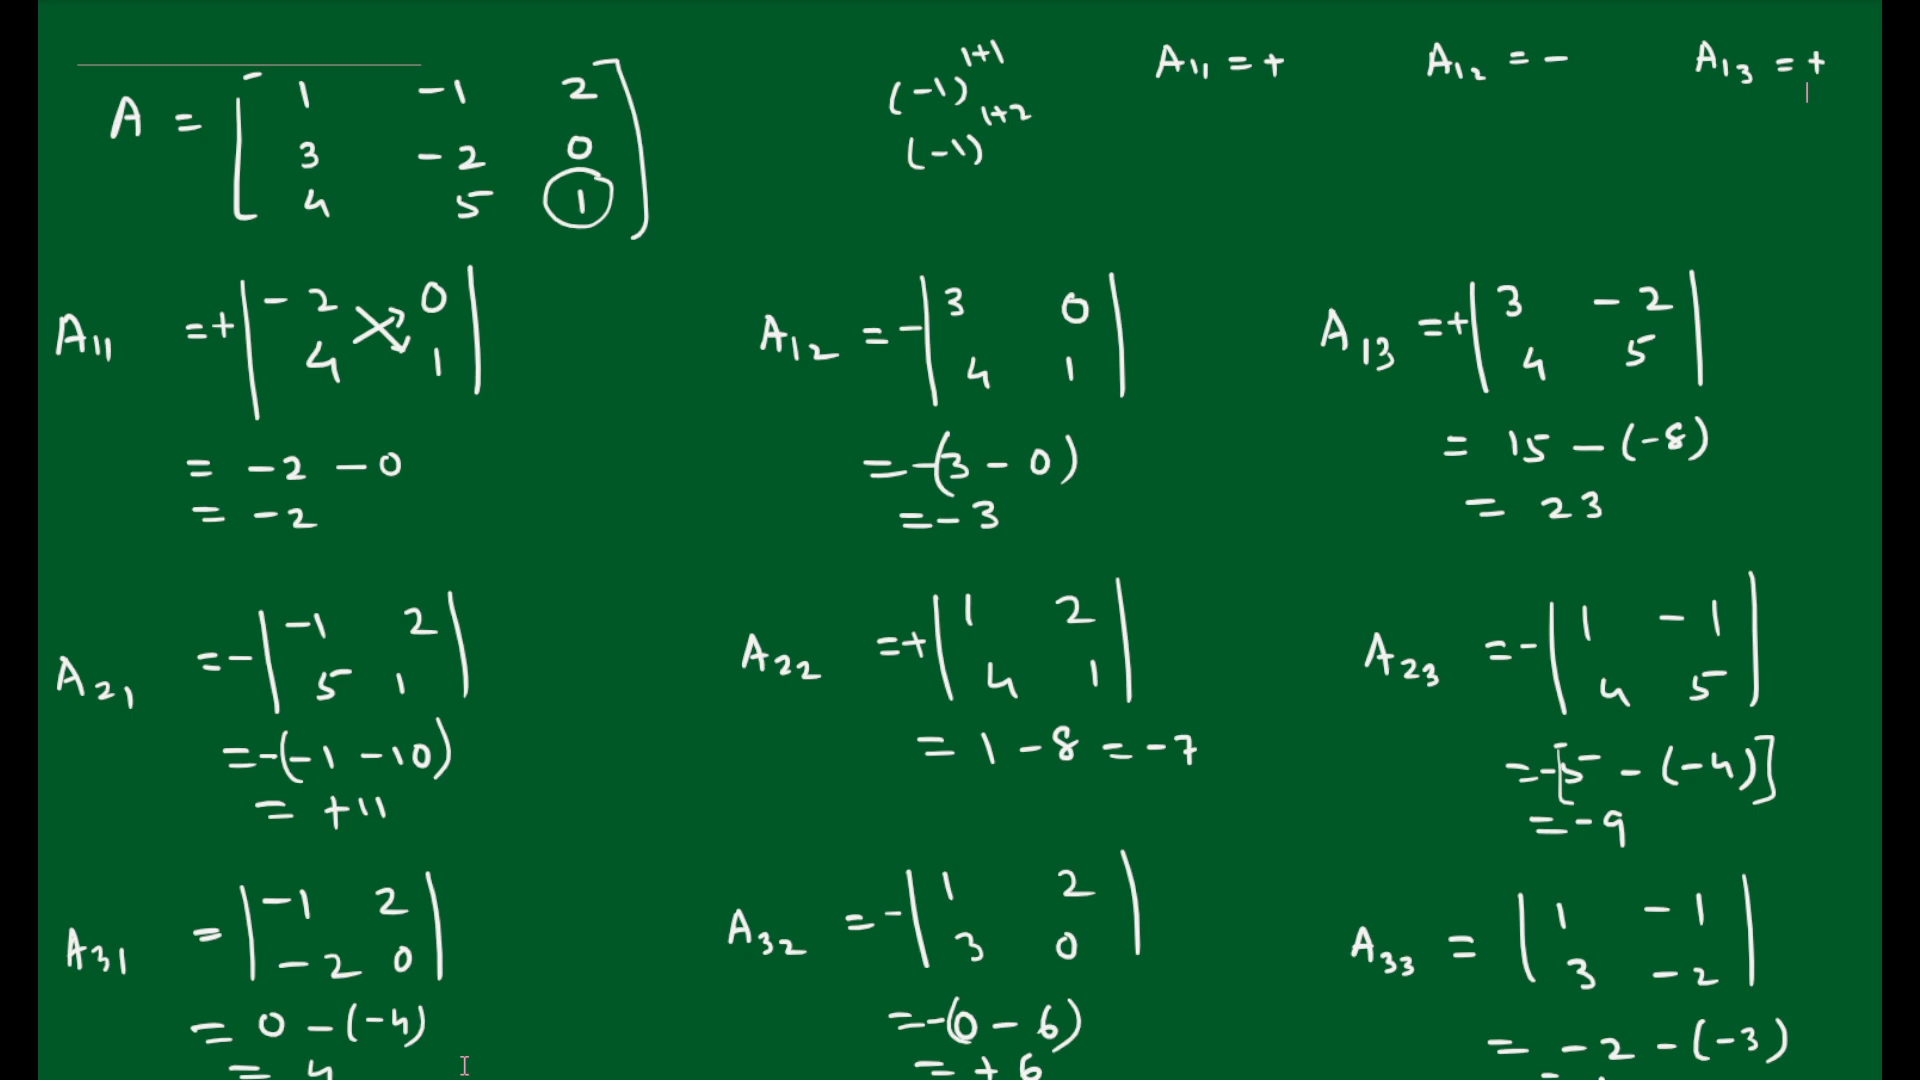 A = [ 1 -1 2
3 -2 0
4 5 1 ]
(-1)^{1+1}
(-1)^{1+2}
A₁₁ = + A₁₂ = - A₁₃ = +
A₁₁ = + | -2 0
4 1 |
= -2 - 0
= -2
A₁₂ = - | 3 0
4 1 |
= -(3 - 0)
= -3
A₁₃ = + | 3 -2
4 5 |
= 15 - (-8)
= 23
A₂₁ = - | -1 2
5 1 |
= -(-1 - 10)
= +11
A₂₂ = + | 1 2
4 1 |
= 1 - 8 = -7
A₂₃ = - | 1 -1
4 5 |
= -[5 - (-4)]
= -9
A₃₁ = | -1 2
-2 0 |
= 0 - (-4)
= 4
A₃₂ = - | 1 2
3 0 |
= -(0 - 6)
= +6
A₃₃ = | 1 -1
3 -2 |
= -2 - (-3)